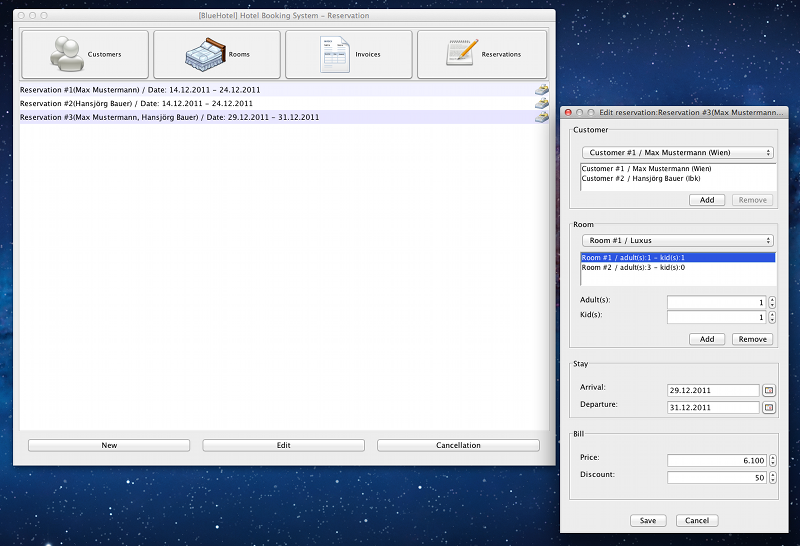 [BlueHotel] Hotel Booking System - Reservation
Customers
Rooms
Invoices
Reservations
Reservation #1(Max Mustermann) / Date: 14.12.2011 - 24.12.2011
Reservation #2(Hansjörg Bauer) / Date: 14.12.2011 - 24.12.2011
Reservation #3(Max Mustermann, Hansjörg Bauer) / Date: 29.12.2011 - 31.12.2011
New
Edit
Cancellation
Edit reservation:Reservation #3(Max Mustermann...
Customer
Customer #1 / Max Mustermann (Wien)
Customer #1 / Max Mustermann (Wien)
Customer #2 / Hansjörg Bauer (Ibk)
Add
Remove
Room
Room #1 / Luxus
Room #1 / adult(s):1 - kid(s):1
Room #2 / adult(s):3 - kid(s):0
Adult(s):
1
Kid(s):
1
Add
Remove
Stay
Arrival:
29.12.2011
Departure:
31.12.2011
Bill
Price:
6.100
Discount:
50
Save
Cancel